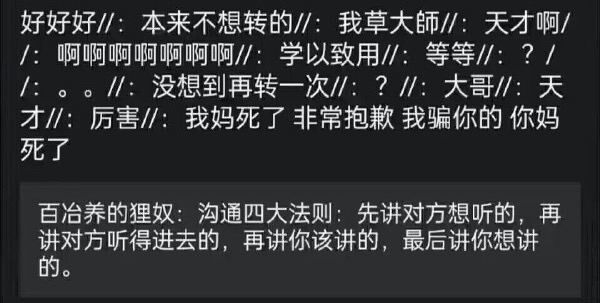 好好好//：本来不想转的//：我草大師//：天才啊/
/：啊啊啊啊啊啊啊//：学以致用//：等等//：？/
/：。。//：没想到再转一次//：？//：大哥//：天
才//：厉害//：我妈死了 非常抱歉 我骗你的 你妈
死了
百冶养的狸奴：沟通四大法则：先讲对方想听的，再
讲对方听得进去的，再讲你该讲的，最后讲你想讲
的。